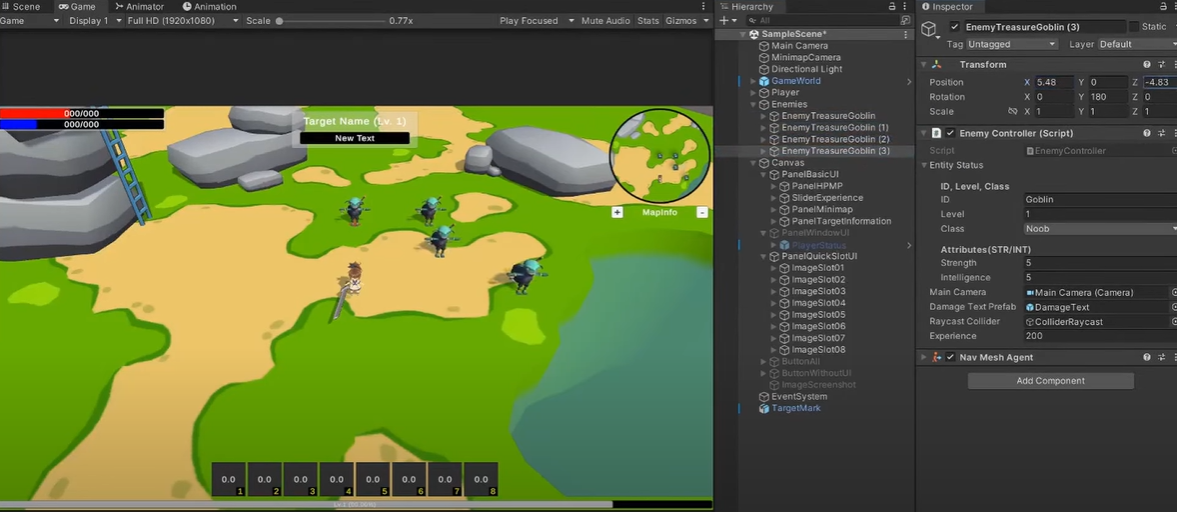 Scene Game Animator Animation
Game Display 1 Full HD (1920x1080) Scale 0.77x Play Focused Mute Audio Stats Gizmos
000/000
000/000
Target Name (Lv. 1)
New Text
+ MapInfo -
0.0 0.0 0.0 0.0 0.0 0.0 0.0 0.0
1 2 3 4 5 6 7 8
Hierarchy
All
SampleScene*
Main Camera
MinimapCamera
Directional Light
GameWorld
Player
Enemies
EnemyTreasureGoblin
EnemyTreasureGoblin (1)
EnemyTreasureGoblin (2)
EnemyTreasureGoblin (3)
Canvas
PanelBasicUI
PanelHPMP
SliderExperience
PanelMinimap
PanelTargetInformation
PanelWindowUI
PlayerStatus
PanelQuickSlotUI
ImageSlot01
ImageSlot02
ImageSlot03
ImageSlot04
ImageSlot05
ImageSlot06
ImageSlot07
ImageSlot08
ButtonAll
ButtonWithoutUI
ImageScreenshot
EventSystem
TargetMark
Inspector
EnemyTreasureGoblin (3) Static
Tag Untagged Layer Default
Transform
Position X 5.48 Y 0 Z -4.83
Rotation X 0 Y 180 Z 0
Scale X 1 Y 1 Z 1
Enemy Controller (Script)
Script EnemyController
Entity Status
ID, Level, Class
ID Goblin
Level 1
Class Noob
Attributes(STR/INT)
Strength 5
Intelligence 5
Main Camera Main Camera (Camera)
Damage Text Prefab DamageText
Raycast Collider ColliderRaycast
Experience 200
Nav Mesh Agent
Add Component